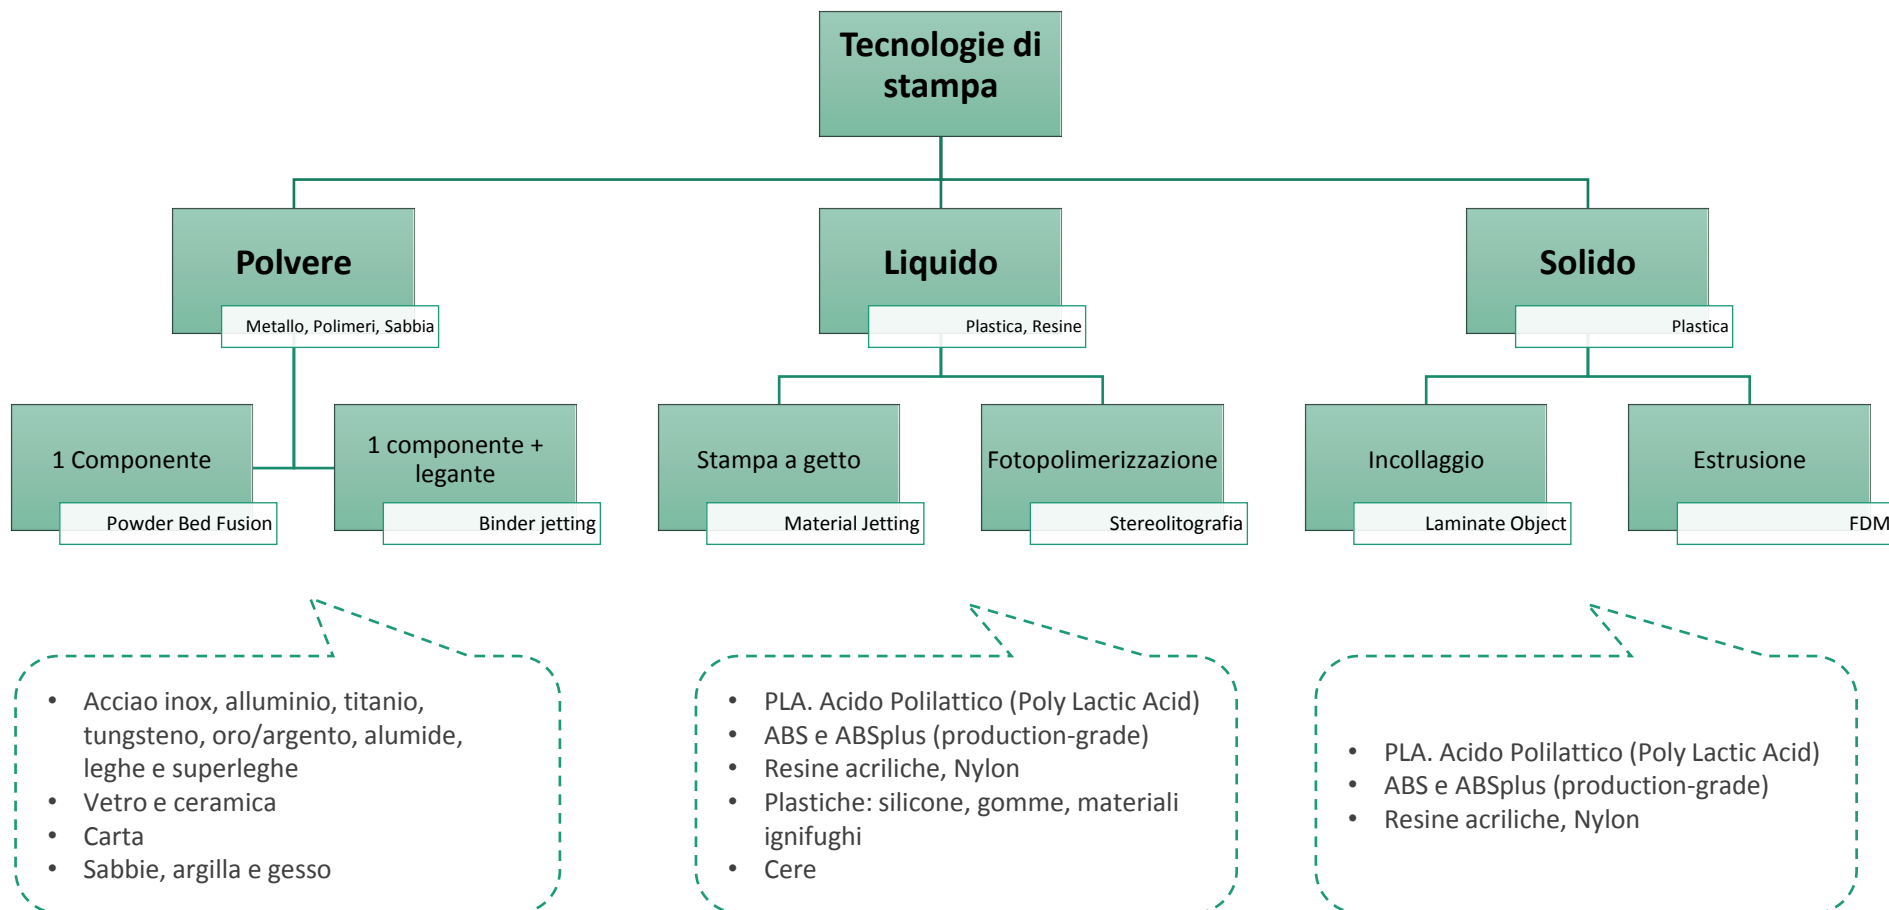 Tecnologie di
stampa
Polvere
Metallo, Polimeri, Sabbia
Liquido
Plastica, Resine
Solido
Plastica
1 Componente
Powder Bed Fusion
1 componente +
legante
Binder jetting
Stampa a getto
Material Jetting
Fotopolimerizzazione
Stereolitografia
Incollaggio
Laminate Object
Estrusione
FDM
• Acciao inox, alluminio, titanio,
tungsteno, oro/argento, alumide,
leghe e superleghe
• Vetro e ceramica
• Carta
• Sabbie, argilla e gesso
• PLA. Acido Polilattico (Poly Lactic Acid)
• ABS e ABSplus (production-grade)
• Resine acriliche, Nylon
• Plastiche: silicone, gomme, materiali
ignifughi
• Cere
• PLA. Acido Polilattico (Poly Lactic Acid)
• ABS e ABSplus (production-grade)
• Resine acriliche, Nylon